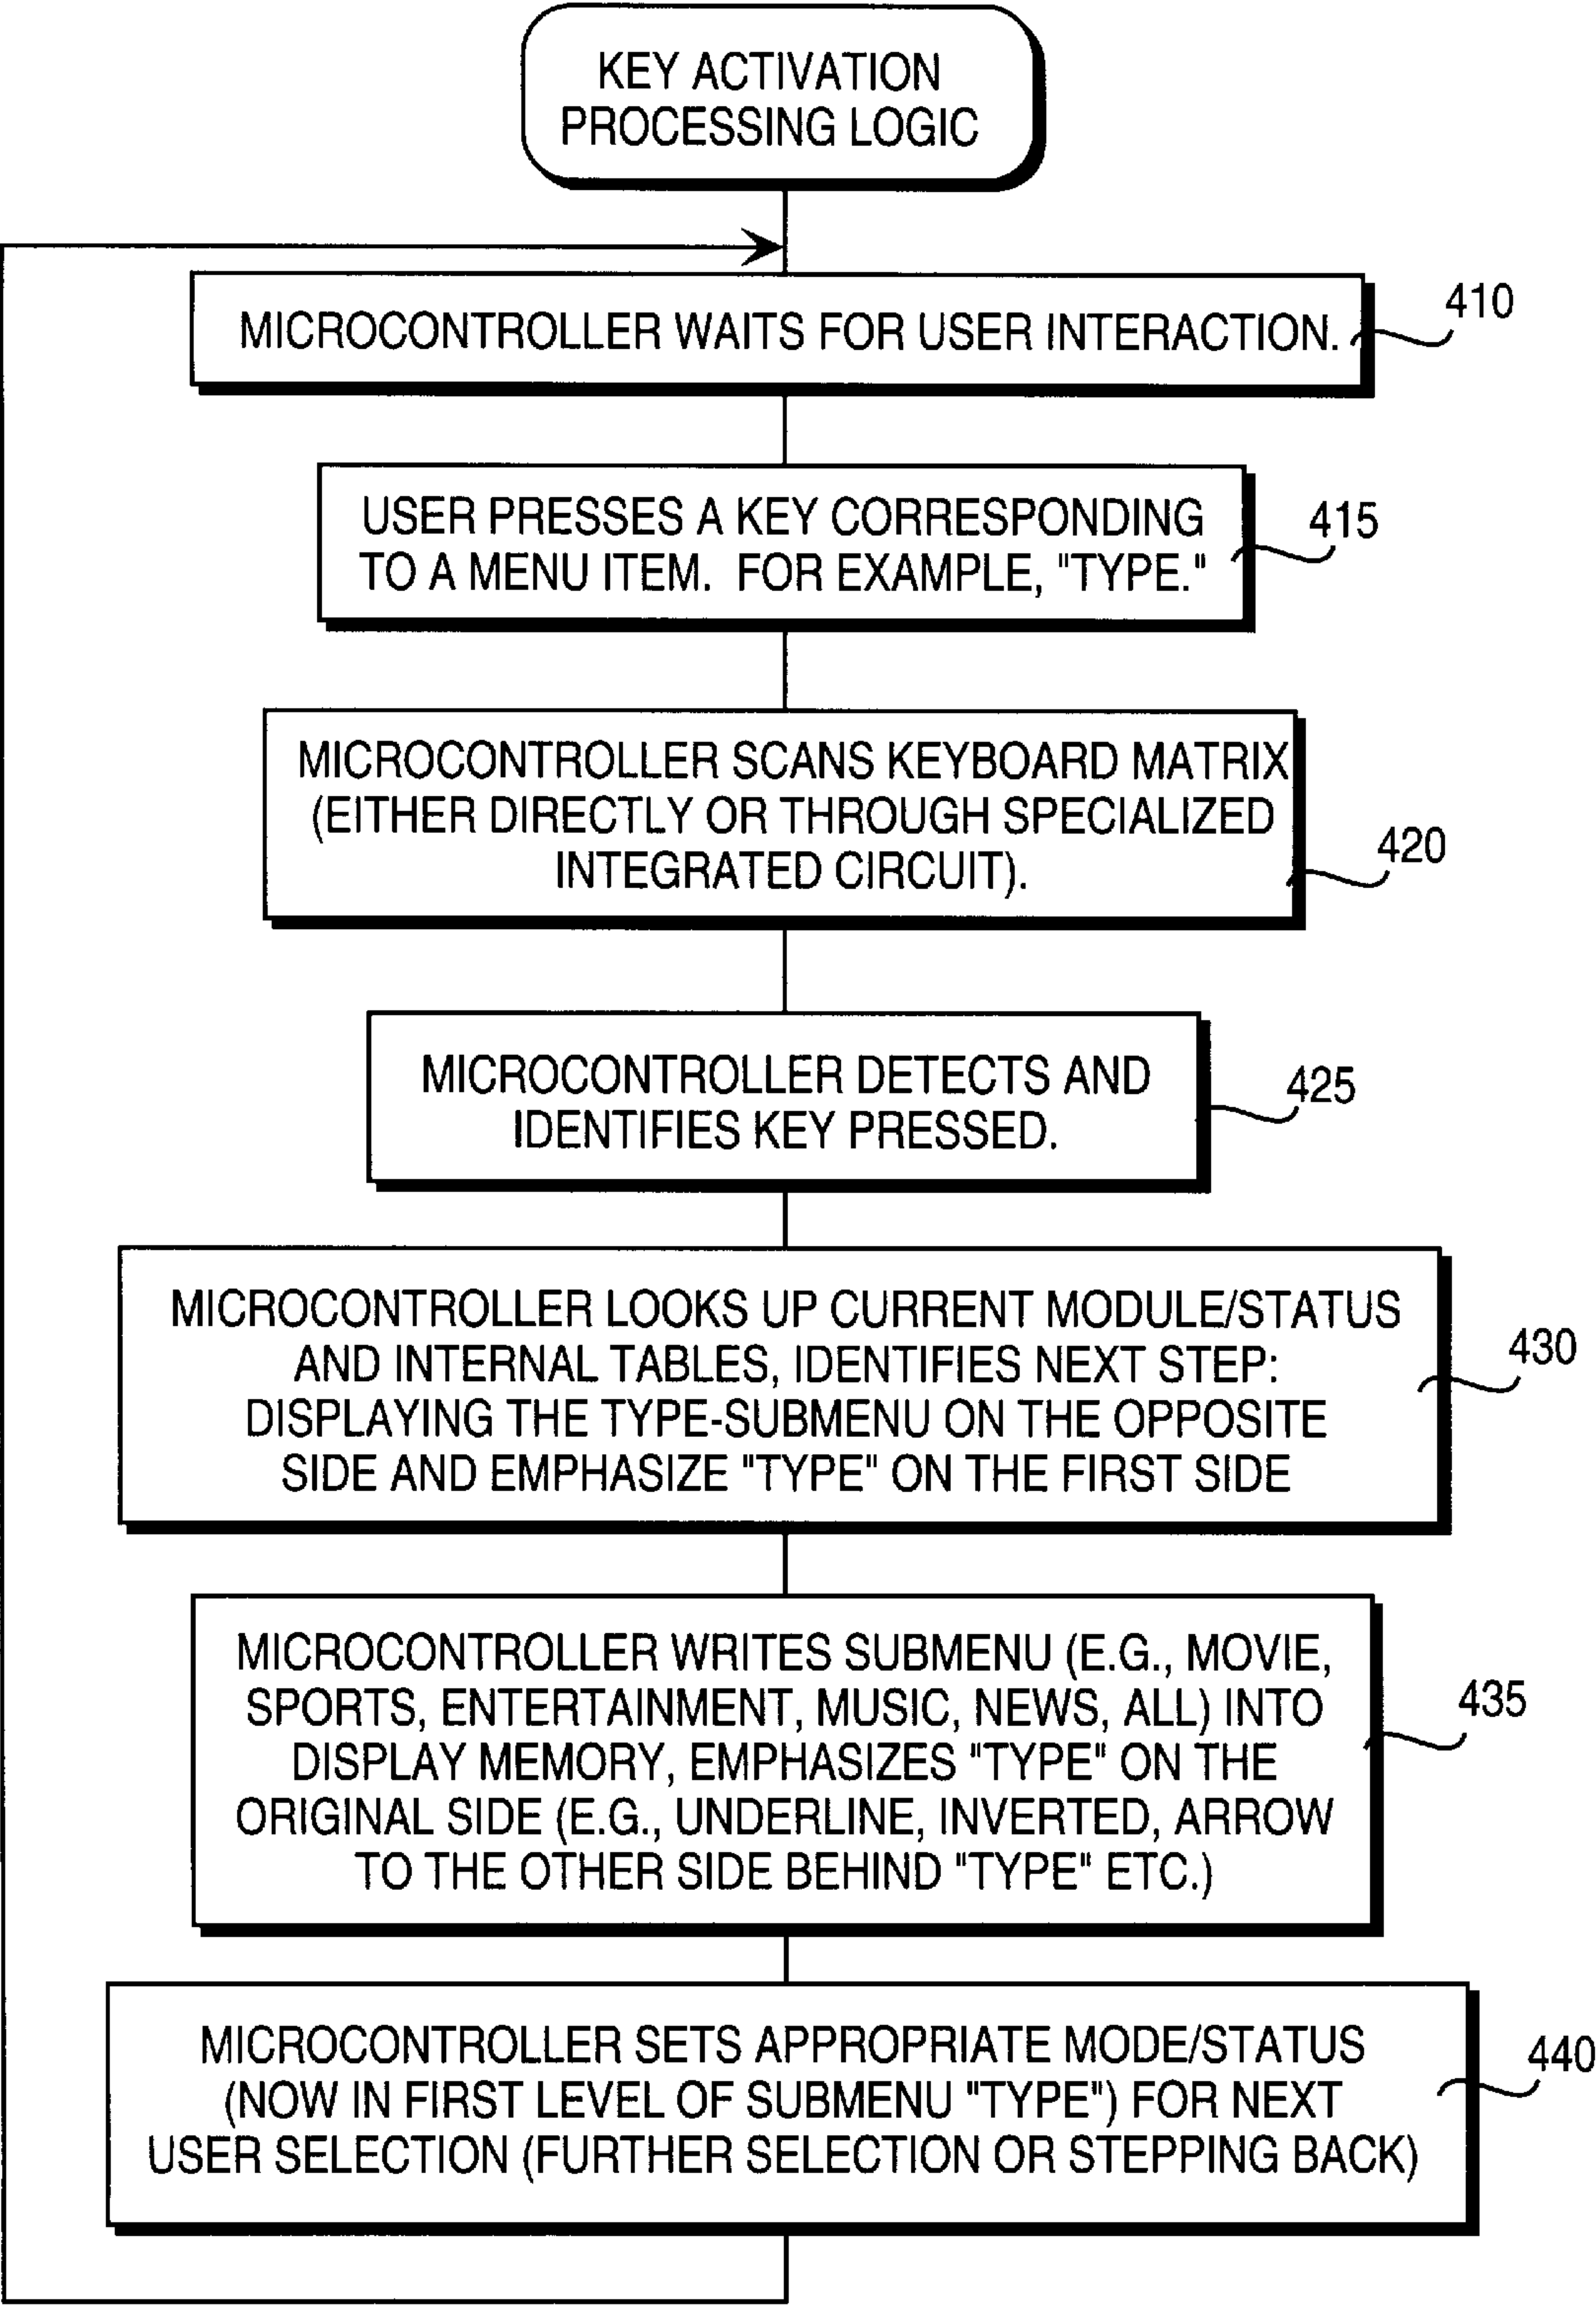 KEY ACTIVATION
PROCESSING LOGIC
MICROCONTROLLER WAITS FOR USER INTERACTION.
410
USER PRESSES A KEY CORRESPONDING
TO A MENU ITEM. FOR EXAMPLE, "TYPE."
415
MICROCONTROLLER SCANS KEYBOARD MATRIX
(EITHER DIRECTLY OR THROUGH SPECIALIZED
INTEGRATED CIRCUIT).
420
MICROCONTROLLER DETECTS AND
IDENTIFIES KEY PRESSED.
425
MICROCONTROLLER LOOKS UP CURRENT MODULE/STATUS
AND INTERNAL TABLES, IDENTIFIES NEXT STEP:
DISPLAYING THE TYPE-SUBMENU ON THE OPPOSITE
SIDE AND EMPHASIZE "TYPE" ON THE FIRST SIDE
430
MICROCONTROLLER WRITES SUBMENU (E.G., MOVIE,
SPORTS, ENTERTAINMENT, MUSIC, NEWS, ALL) INTO
DISPLAY MEMORY, EMPHASIZES "TYPE" ON THE
ORIGINAL SIDE (E.G., UNDERLINE, INVERTED, ARROW
TO THE OTHER SIDE BEHIND "TYPE" ETC.)
435
MICROCONTROLLER SETS APPROPRIATE MODE/STATUS
(NOW IN FIRST LEVEL OF SUBMENU "TYPE") FOR NEXT
USER SELECTION (FURTHER SELECTION OR STEPPING BACK)
440